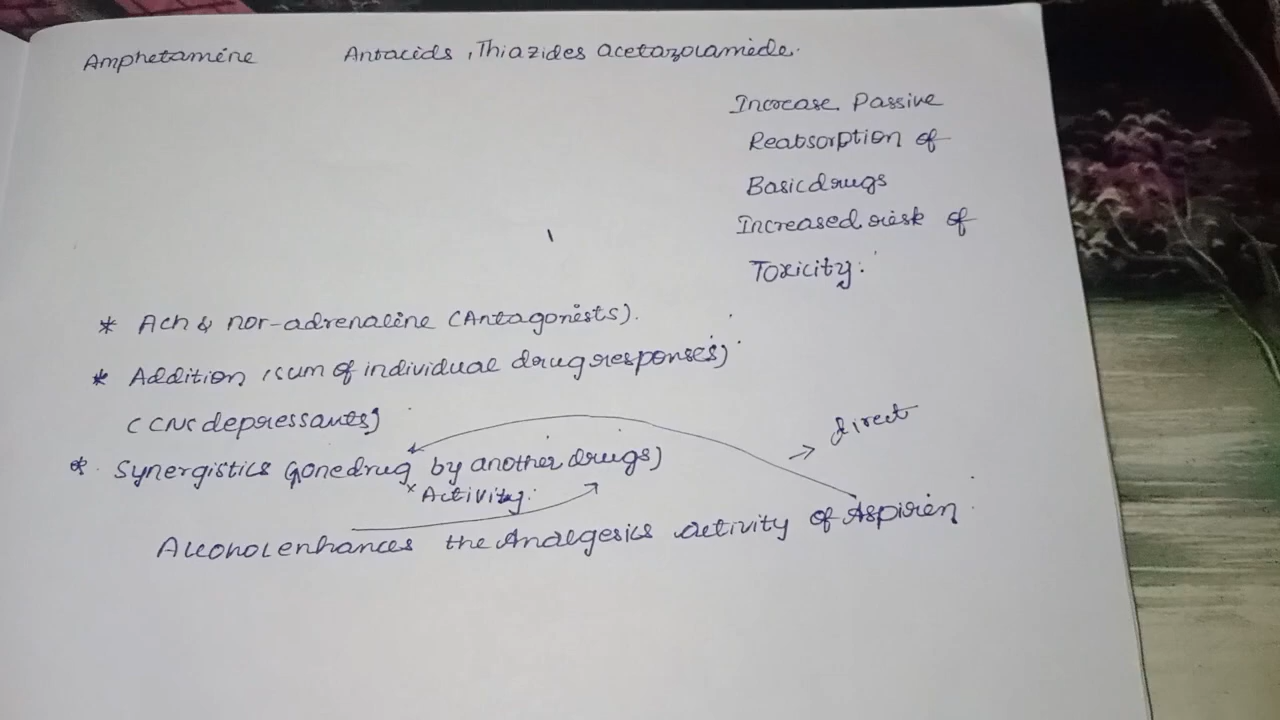 Amphetamine Antacids, Thiazides acetazolamide.
Increase Passive
Reabsorption of
Basic drugs
Increased risk of
Toxicity.
* Ach & nor-adrenaline (Antagonists).
* Addition (sum of individual drug responses)
(CNS depressants)
* Synergistics (one drug by another drugs)
x Activity.
→ direct
Alcohol enhances the Analgesics activity of Aspirin.